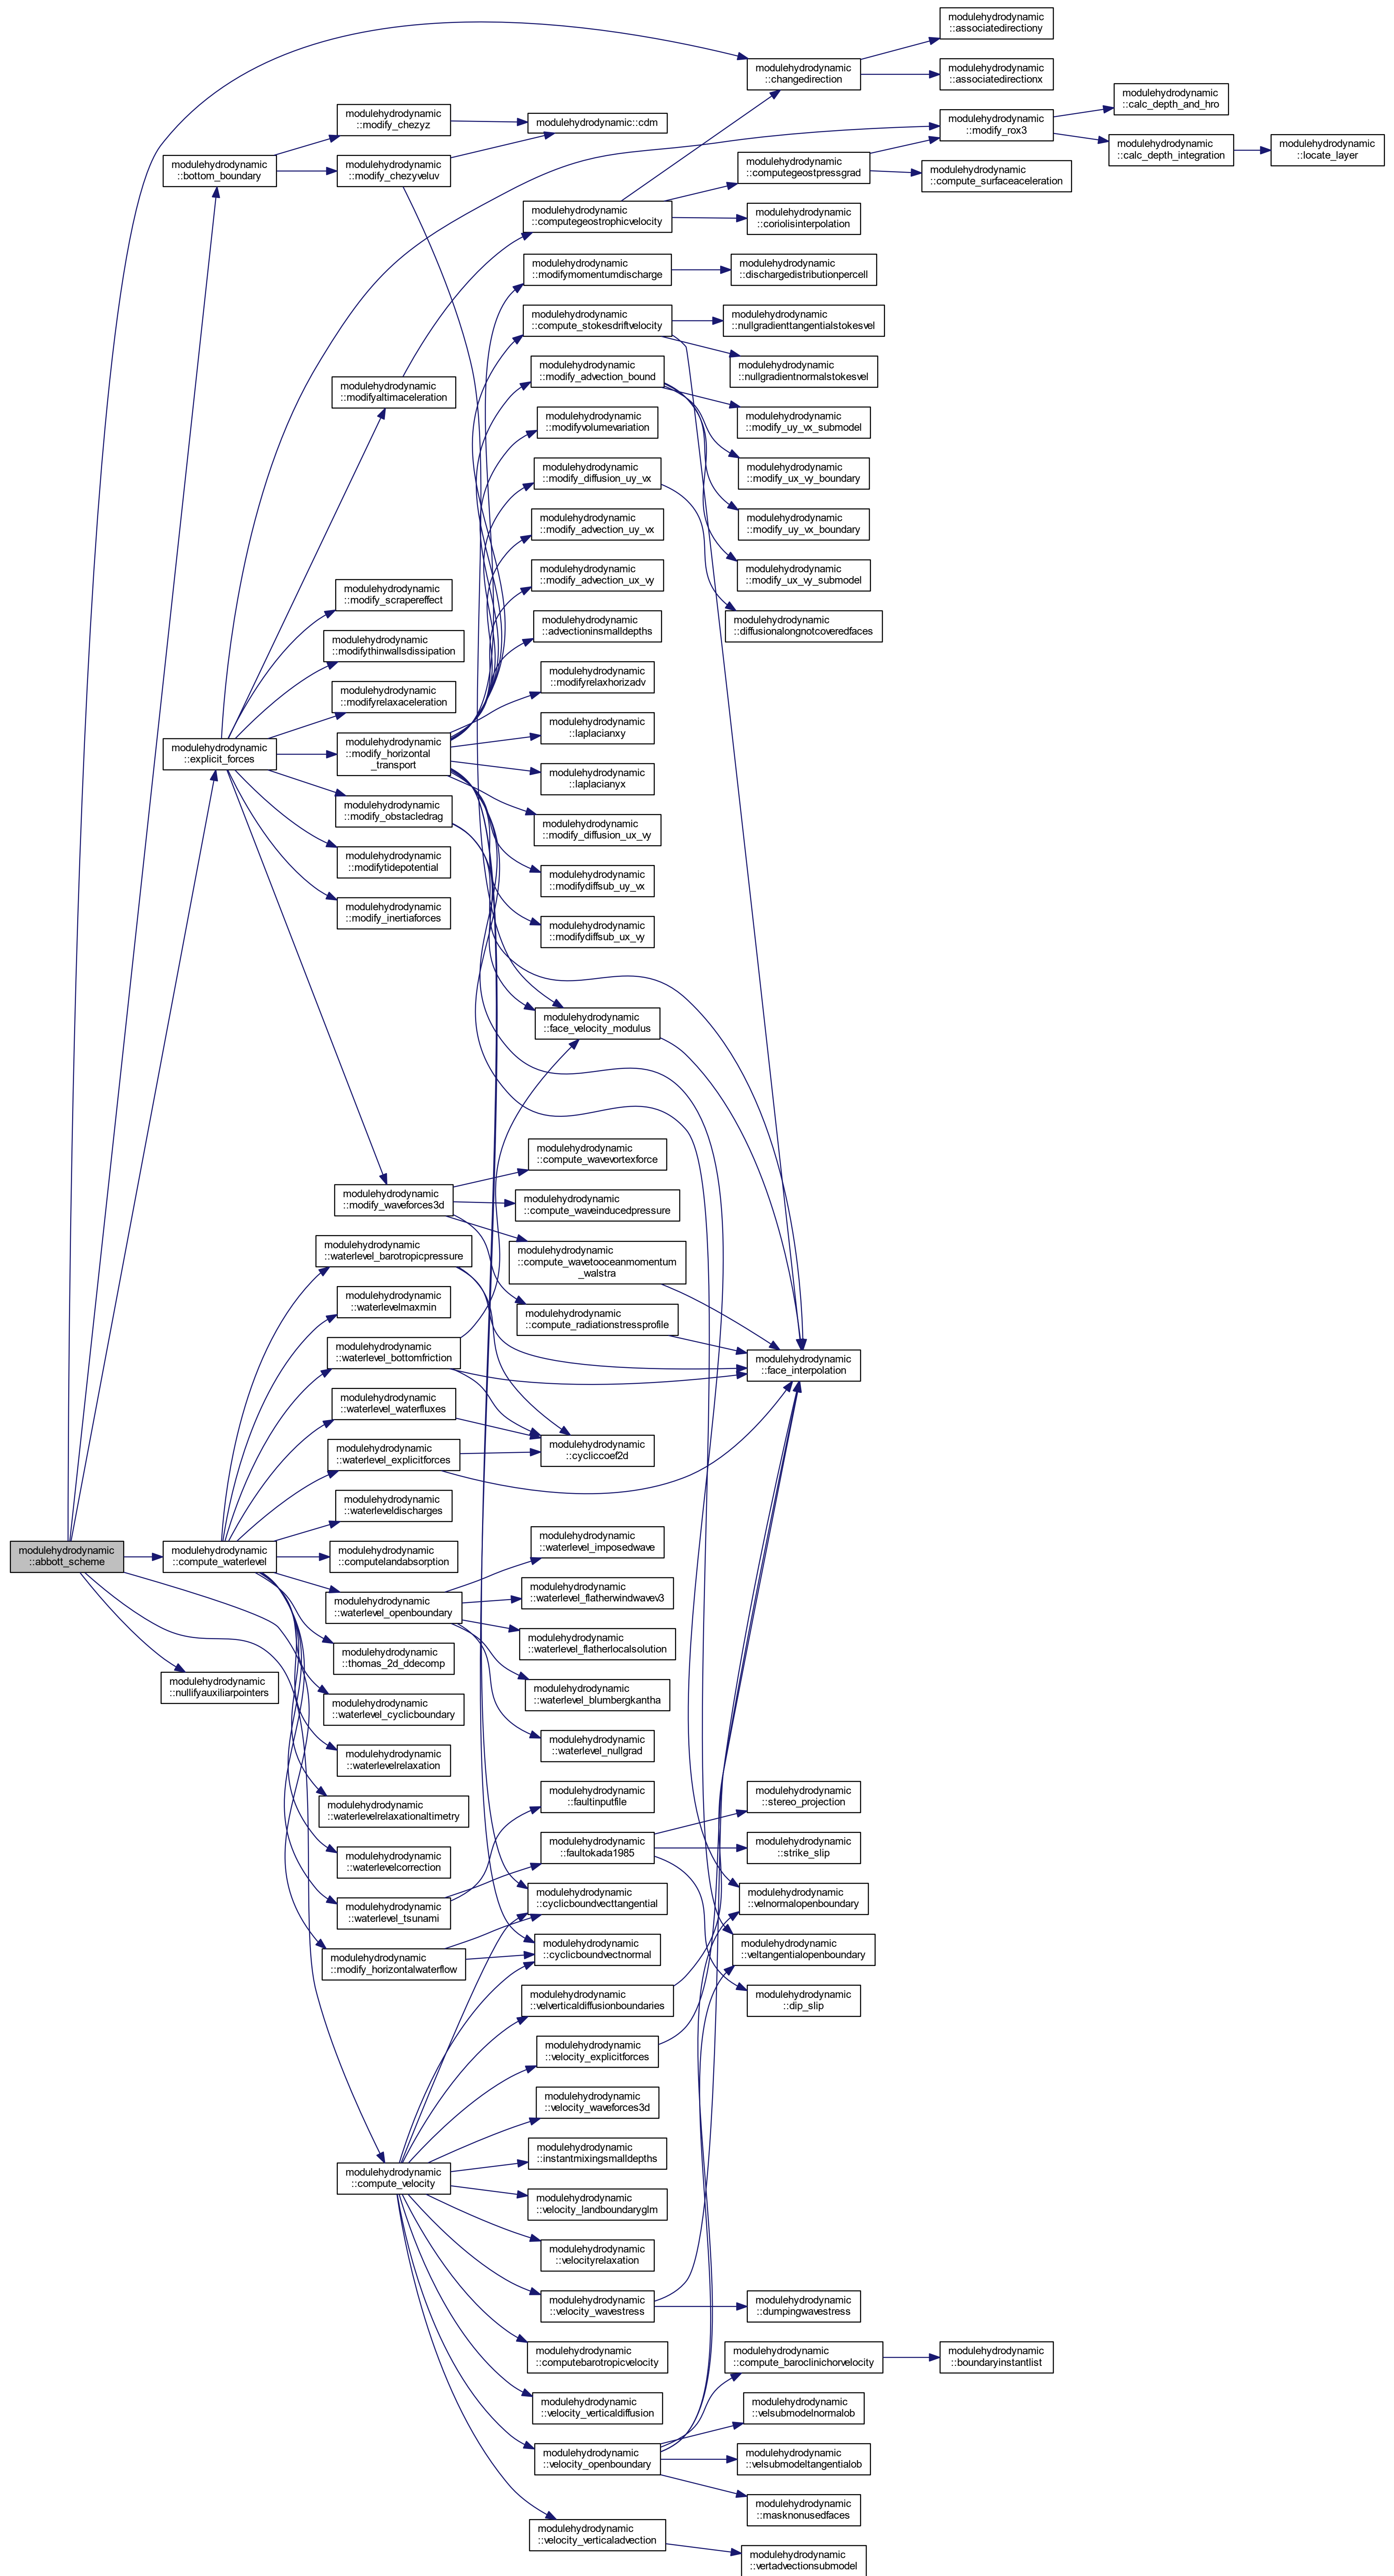 modulehydrodynamic
::associatedirectiony
modulehydrodynamic
::changedirection
modulehydrodynamic
::associatedirectionx
modulehydrodynamic
::calc_depth_and_hro
modulehydrodynamic
::modify_chezyz
modulehydrodynamic::cdm
modulehydrodynamic
::modify_rox3
modulehydrodynamic
::calc_depth_integration
modulehydrodynamic
::locate_layer
modulehydrodynamic
::bottom_boundary
modulehydrodynamic
::modify_chezyveluv
modulehydrodynamic
::computegeostpressgrad
modulehydrodynamic
::compute_surfaceaceleration
modulehydrodynamic
::computegeostrophicvelocity
modulehydrodynamic
::coriolisinterpolation
modulehydrodynamic
::modifymomentumdischarge
modulehydrodynamic
::dischargedistributionpercell
modulehydrodynamic
::compute_stokesdriftvelocity
modulehydrodynamic
::nullgradienttangentialstokesvel
modulehydrodynamic
::nullgradientnormalstokesvel
modulehydrodynamic
::modifyaltimaceleration
modulehydrodynamic
::modify_advection_bound
modulehydrodynamic
::modify_uy_vx_submodel
modulehydrodynamic
::modifyvolumevariation
modulehydrodynamic
::modify_ux_vy_boundary
modulehydrodynamic
::modify_diffusion_uy_vx
modulehydrodynamic
::modify_uy_vx_boundary
modulehydrodynamic
::modify_advection_uy_vx
modulehydrodynamic
::modify_ux_vy_submodel
modulehydrodynamic
::modify_advection_ux_vy
modulehydrodynamic
::diffusionalongnotcoveredfaces
modulehydrodynamic
::modify_scrapereffect
modulehydrodynamic
::advectioninsmalldepths
modulehydrodynamic
::modifythinwallsdissipation
modulehydrodynamic
::modifyrelaxhorizadv
modulehydrodynamic
::modifyrelaxaceleration
modulehydrodynamic
::laplacianxy
modulehydrodynamic
::explicit_forces
modulehydrodynamic
::modify_horizontal
_transport
modulehydrodynamic
::laplacianyx
modulehydrodynamic
::modify_obstacledrag
modulehydrodynamic
::modify_diffusion_ux_vy
modulehydrodynamic
::modifytidepotential
modulehydrodynamic
::modifydiffsub_uy_vx
modulehydrodynamic
::modify_inertiaforces
modulehydrodynamic
::modifydiffsub_ux_vy
modulehydrodynamic
::face_velocity_modulus
modulehydrodynamic
::compute_wavevortexforce
modulehydrodynamic
::modify_waveforces3d
modulehydrodynamic
::compute_waveinducedpressure
modulehydrodynamic
::waterlevel_barotropicpressure
modulehydrodynamic
::compute_wavetooceanmomentum
_walstra
modulehydrodynamic
::waterlevelmaxmin
modulehydrodynamic
::compute_radiationstressprofile
modulehydrodynamic
::waterlevel_bottomfriction
modulehydrodynamic
::face_interpolation
modulehydrodynamic
::waterlevel_waterfluxes
modulehydrodynamic
::cycliccoef2d
modulehydrodynamic
::waterlevel_explicitforces
modulehydrodynamic
::waterleveldischarges
modulehydrodynamic
::abbott_scheme
modulehydrodynamic
::compute_waterlevel
modulehydrodynamic
::computelandabsorption
modulehydrodynamic
::waterlevel_imposedwave
modulehydrodynamic
::waterlevel_openboundary
modulehydrodynamic
::waterlevel_flatherwindwavev3
modulehydrodynamic
::waterlevel_flatherlocalsolution
modulehydrodynamic
::nullifyauxiliarpointers
modulehydrodynamic
::thomas_2d_ddecomp
modulehydrodynamic
::waterlevel_blumbergkantha
modulehydrodynamic
::waterlevel_cyclicboundary
modulehydrodynamic
::waterlevel_nullgrad
modulehydrodynamic
::waterlevelrelaxation
modulehydrodynamic
::faultinputfile
modulehydrodynamic
::stereo_projection
modulehydrodynamic
::waterlevelrelaxationaltimetry
modulehydrodynamic
::faultokada1985
modulehydrodynamic
::strike_slip
modulehydrodynamic
::waterlevelcorrection
modulehydrodynamic
::cyclicboundvecttangential
modulehydrodynamic
::velnormalopenboundary
modulehydrodynamic
::waterlevel_tsunami
modulehydrodynamic
::cyclicboundvectnormal
modulehydrodynamic
::veltangentialopenboundary
modulehydrodynamic
::modify_horizontalwaterflow
modulehydrodynamic
::velverticaldiffusionboundaries
modulehydrodynamic
::dip_slip
modulehydrodynamic
::velocity_explicitforces
modulehydrodynamic
::velocity_waveforces3d
modulehydrodynamic
::instantmixingsmalldepths
modulehydrodynamic
::compute_velocity
modulehydrodynamic
::velocity_landboundaryglm
modulehydrodynamic
::velocityrelaxation
modulehydrodynamic
::velocity_wavestress
modulehydrodynamic
::dumpingwavestress
modulehydrodynamic
::computebarotropicvelocity
modulehydrodynamic
::compute_baroclinichorvelocity
modulehydrodynamic
::boundaryinstantlist
modulehydrodynamic
::velocity_verticaldiffusion
modulehydrodynamic
::velsubmodelnormalob
modulehydrodynamic
::velocity_openboundary
modulehydrodynamic
::velsubmodeltangentialob
modulehydrodynamic
::masknonusedfaces
modulehydrodynamic
::velocity_verticaladvection
modulehydrodynamic
::vertadvectionsubmodel